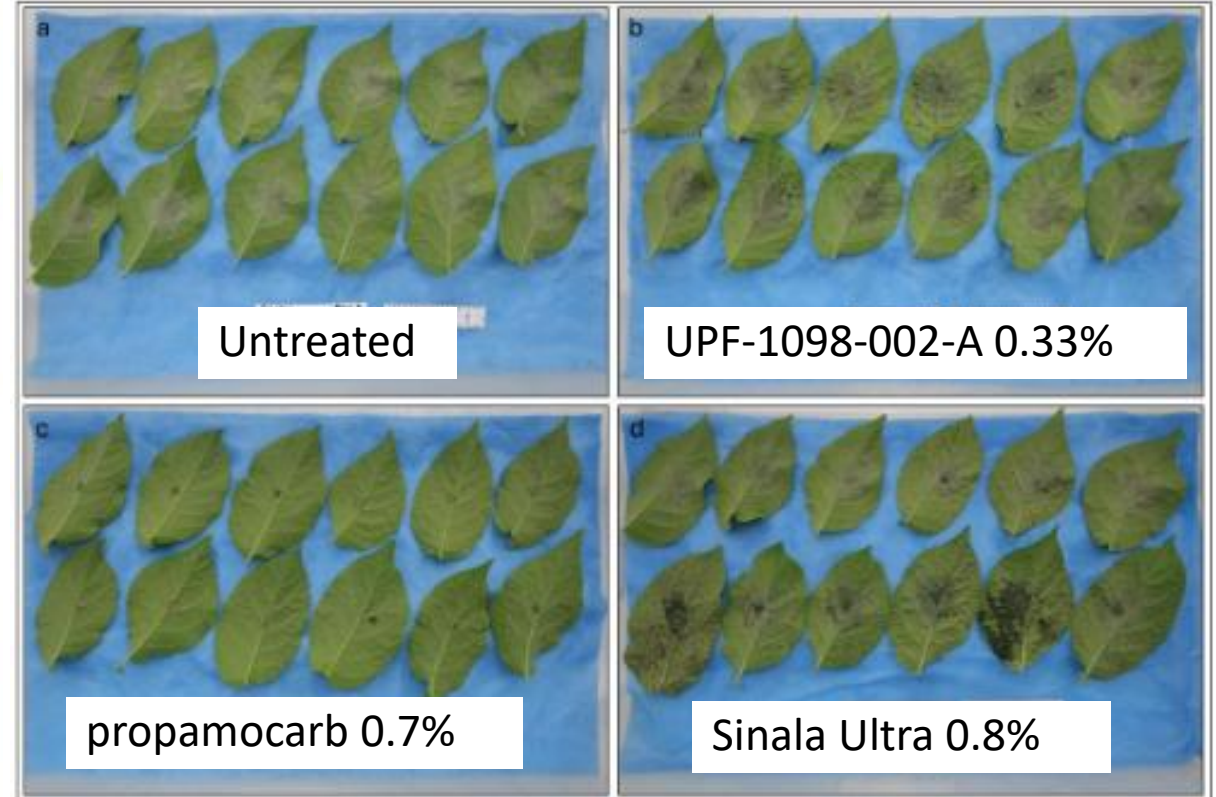 a
b
Untreated
UPF-1098-002-A 0.33%
c
d
propamocarb 0.7%
Sinala Ultra 0.8%